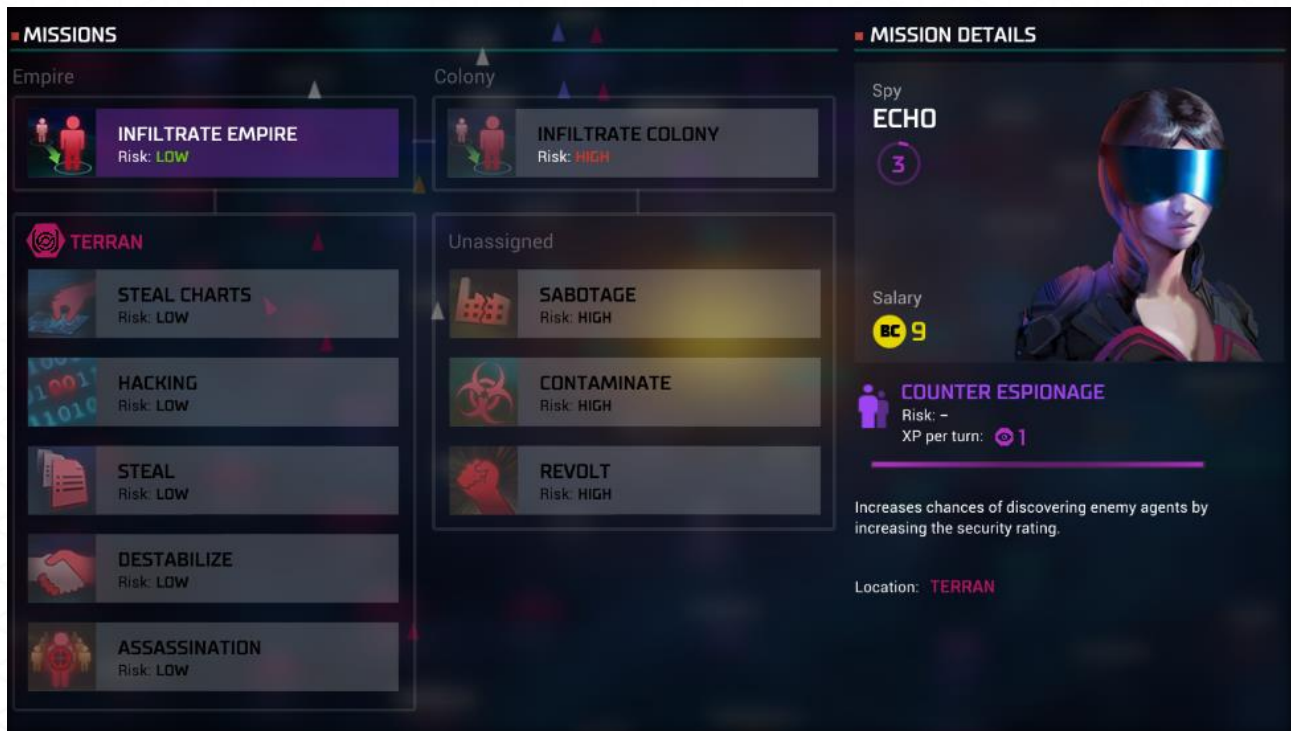 MISSIONS
Empire
INFILTRATE EMPIRE
Risk: LOW
TERRAN
STEAL CHARTS
Risk: LOW
HACKING
Risk: LOW
STEAL
Risk: LOW
DESTABILIZE
Risk: LOW
ASSASSINATION
Risk: LOW
Colony
INFILTRATE COLONY
Risk: HIGH
Unassigned
SABOTAGE
Risk: HIGH
CONTAMINATE
Risk: HIGH
REVOLT
Risk: HIGH
MISSION DETAILS
Spy
ECHO
3
Salary
BC 9
COUNTER ESPIONAGE
Risk: –
XP per turn: 1
Increases chances of discovering enemy agents by
increasing the security rating.
Location: TERRAN